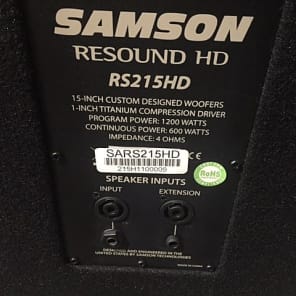 SAMSON
RESOUND HD
RS215HD
15-INCH CUSTOM DESIGNED WOOFERS
1-INCH TITANIUM COMPRESSION DRIVER
PROGRAM POWER: 1200 WATTS
CONTINUOUS POWER: 600 WATTS
IMPEDANCE: 4 OHMS
SARS215HD
215H1100009
RoHS
SPEAKER INPUTS
INPUT EXTENSION
DESIGNED AND ENGINEERED IN THE
UNITED STATES BY SAMSON TECHNOLOGIES